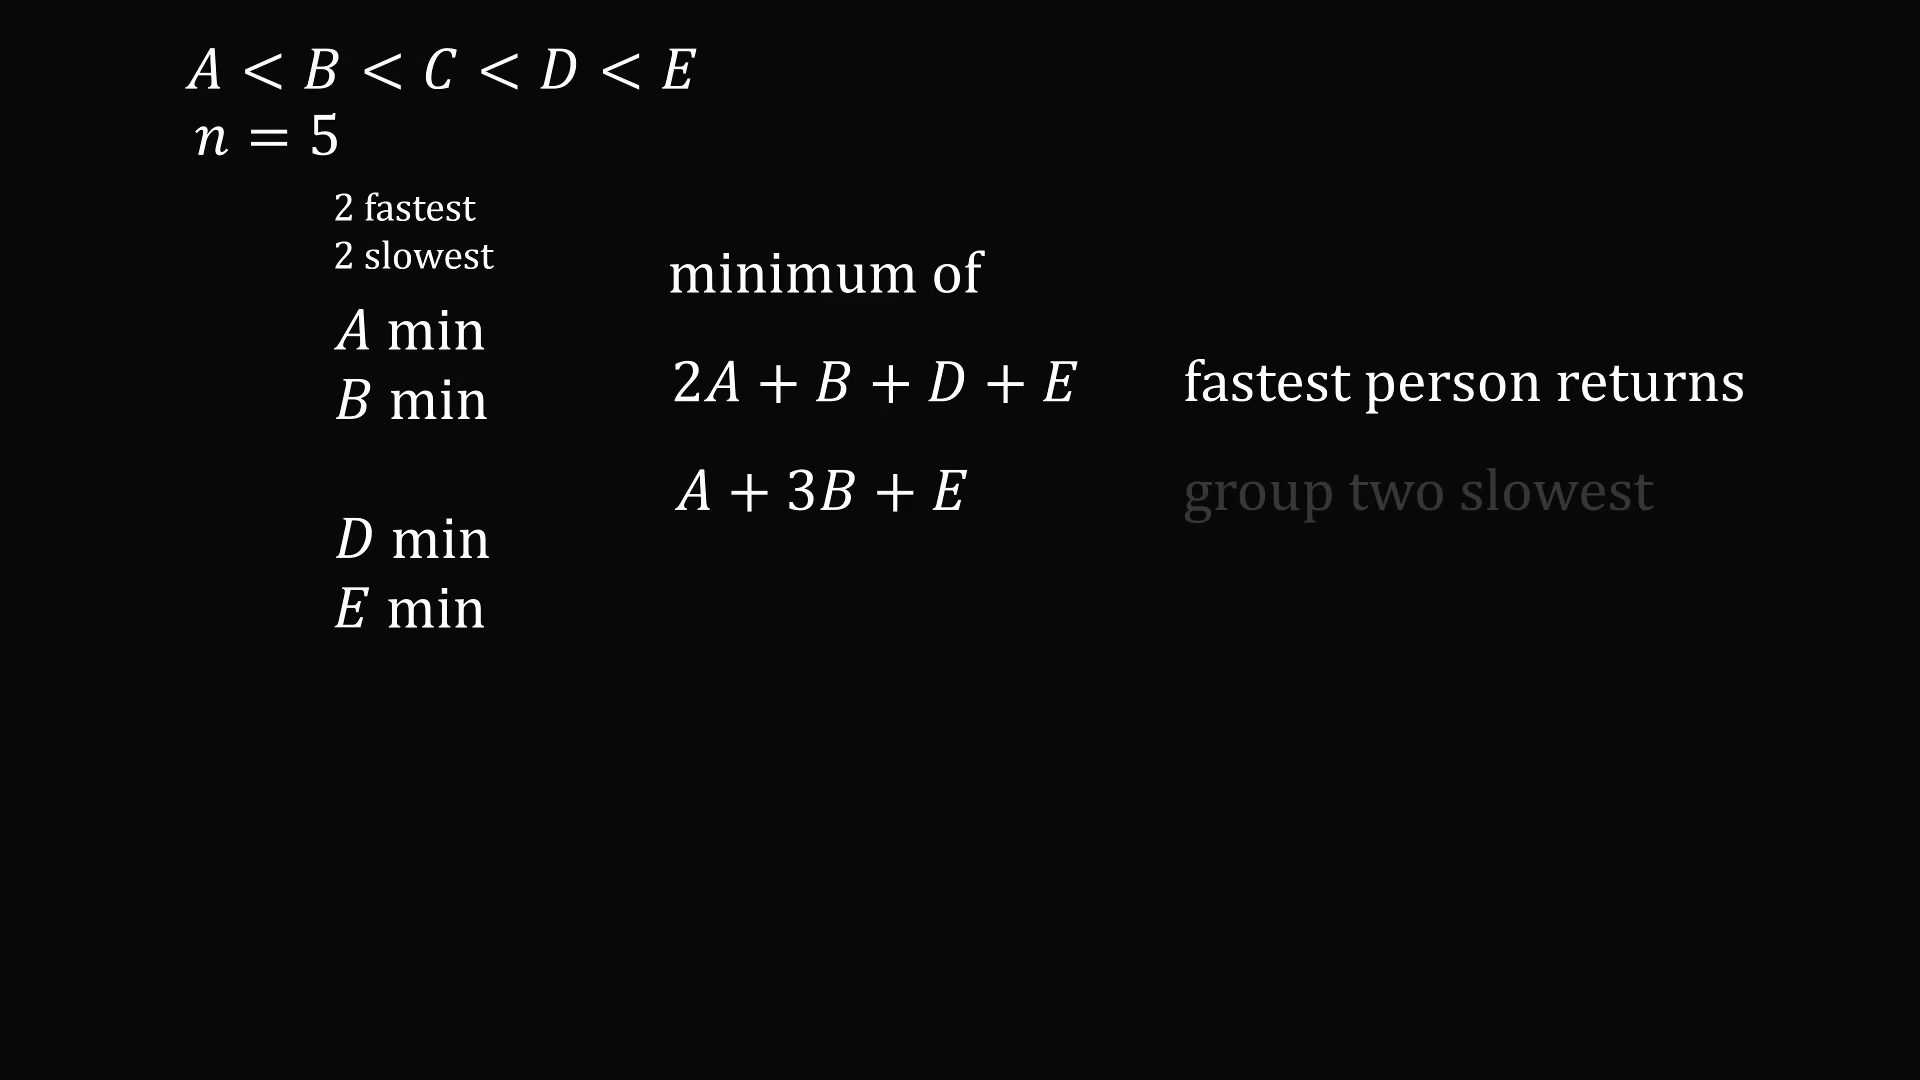 A < B < C < D < E
n = 5
2 fastest
2 slowest
minimum of
A min
B min
2A + B + D + E fastest person returns
A + 3B + E group two slowest
D min
E min